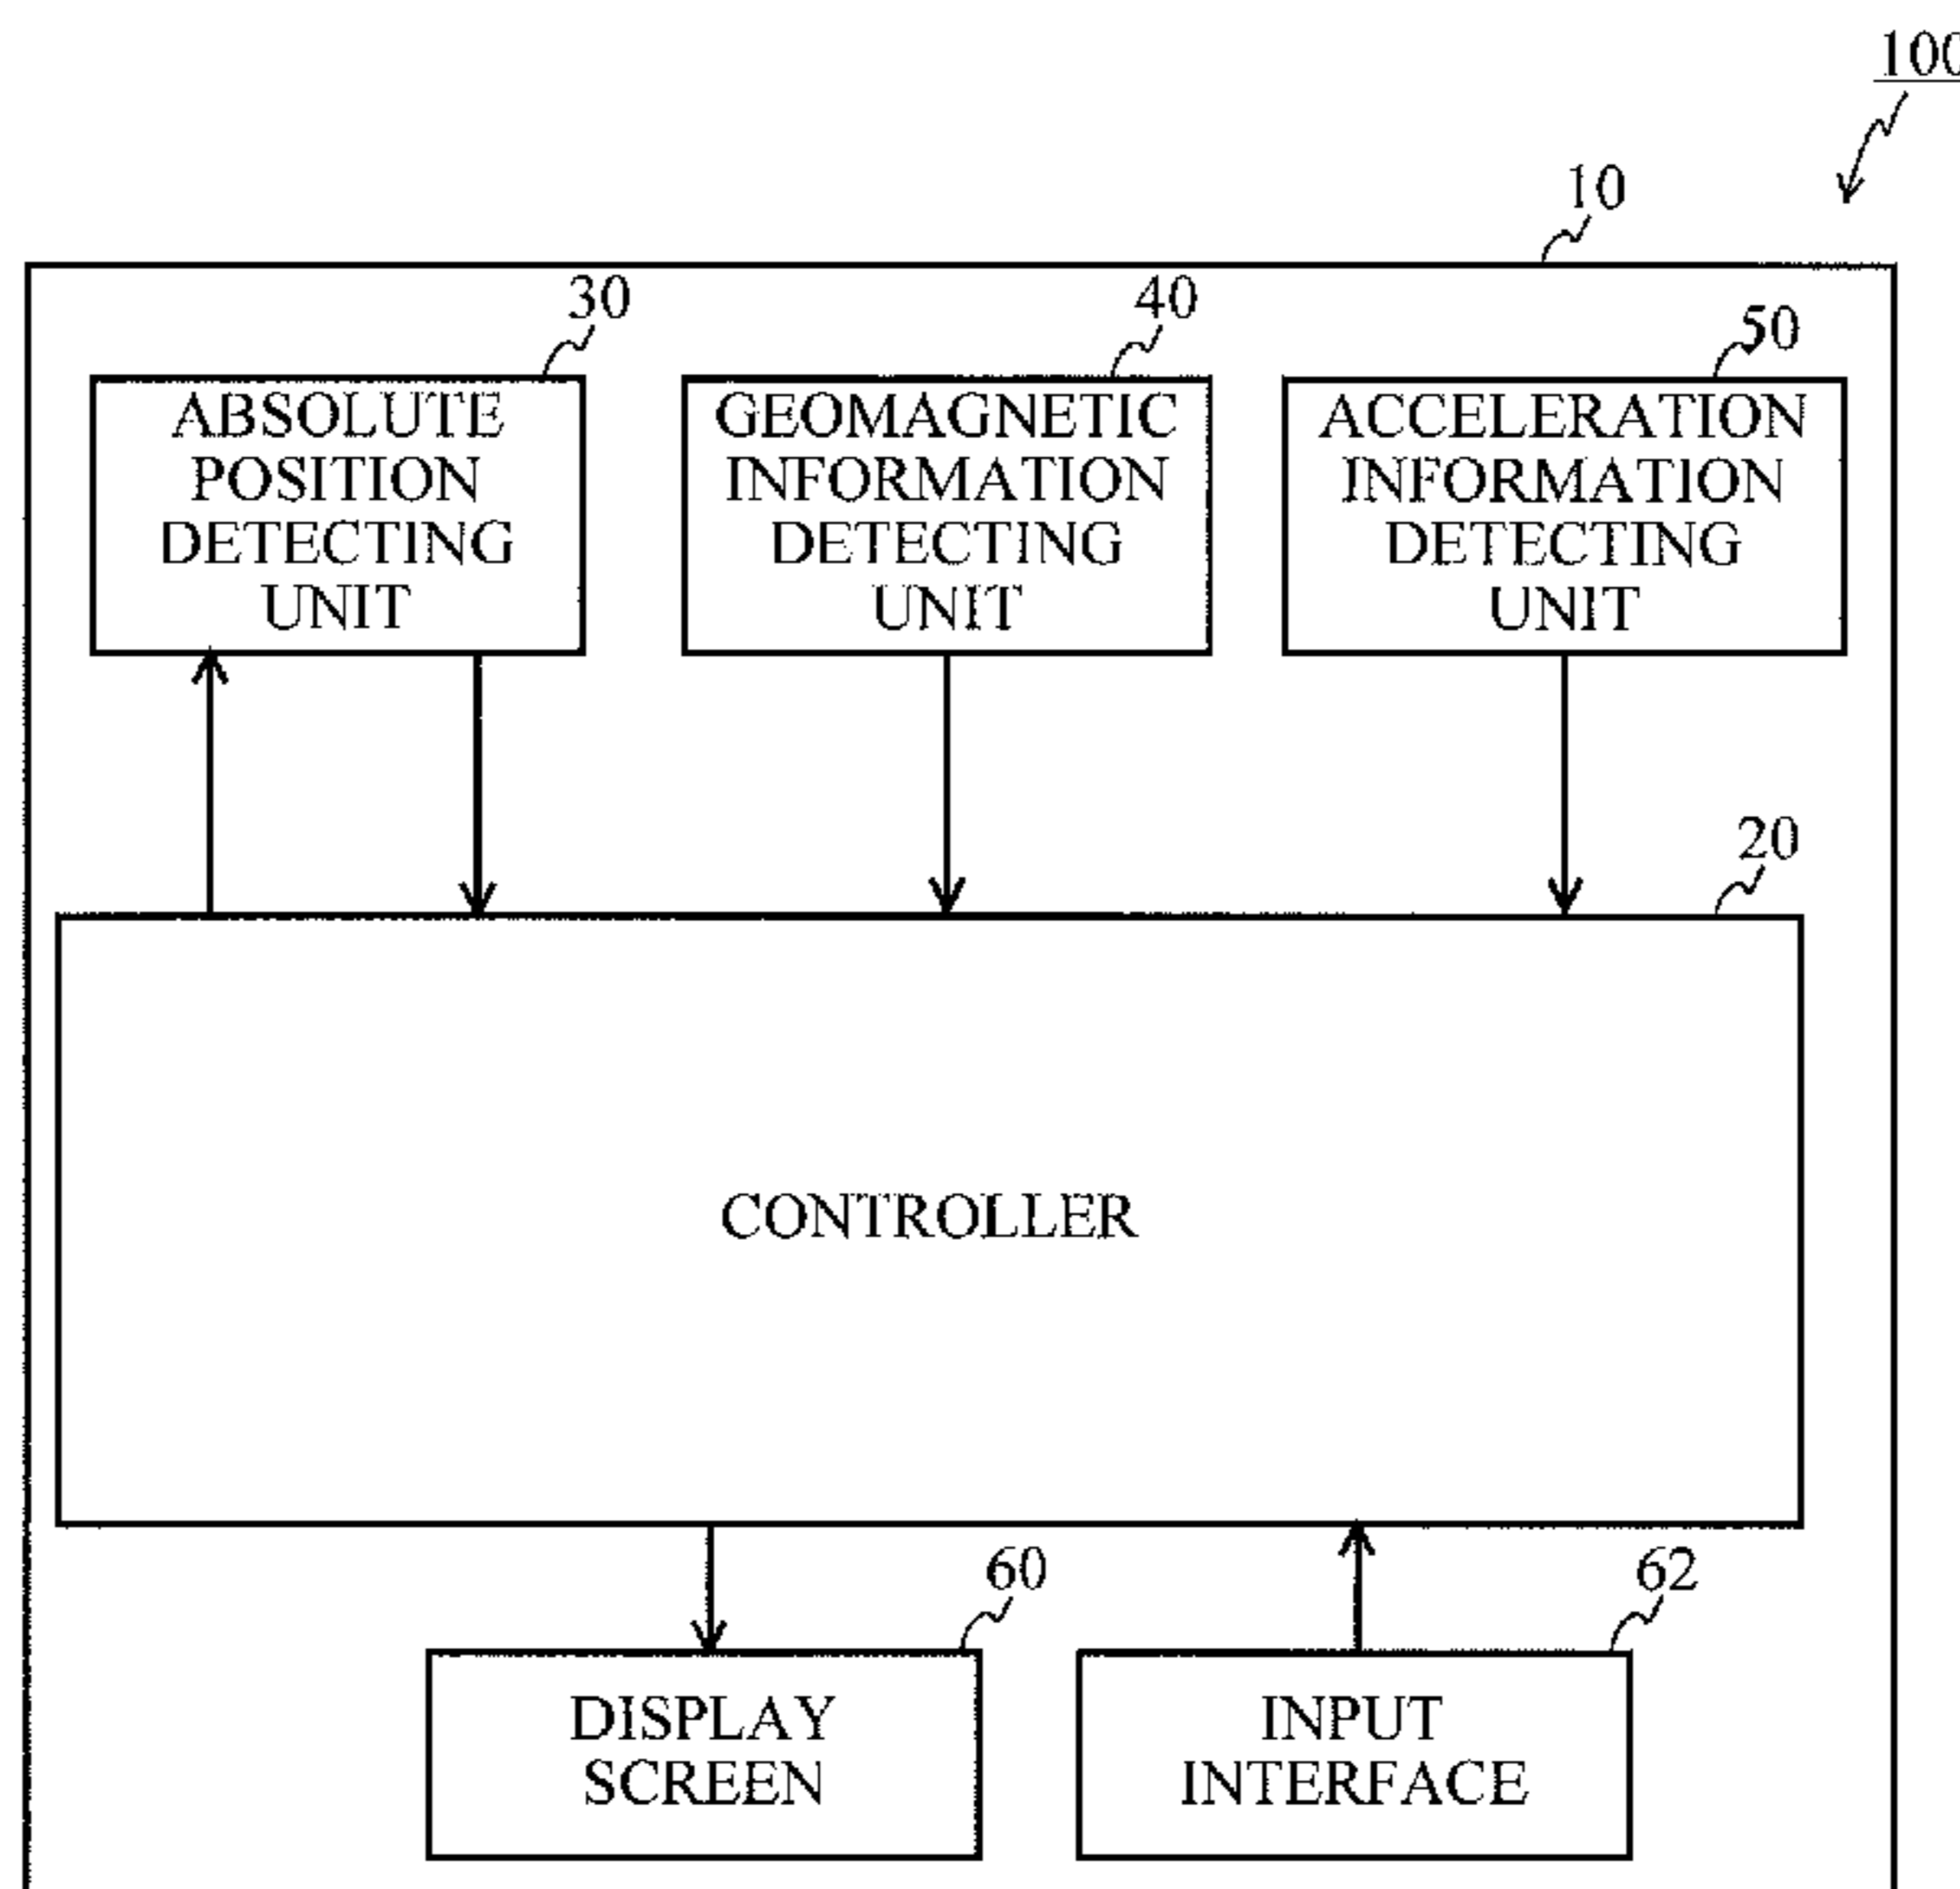 100
10
30
40
50
ABSOLUTE
POSITION
DETECTING
UNIT
GEOMAGNETIC
INFORMATION
DETECTING
UNIT
ACCELERATION
INFORMATION
DETECTING
UNIT
20
CONTROLLER
60
62
DISPLAY
SCREEN
INPUT
INTERFACE